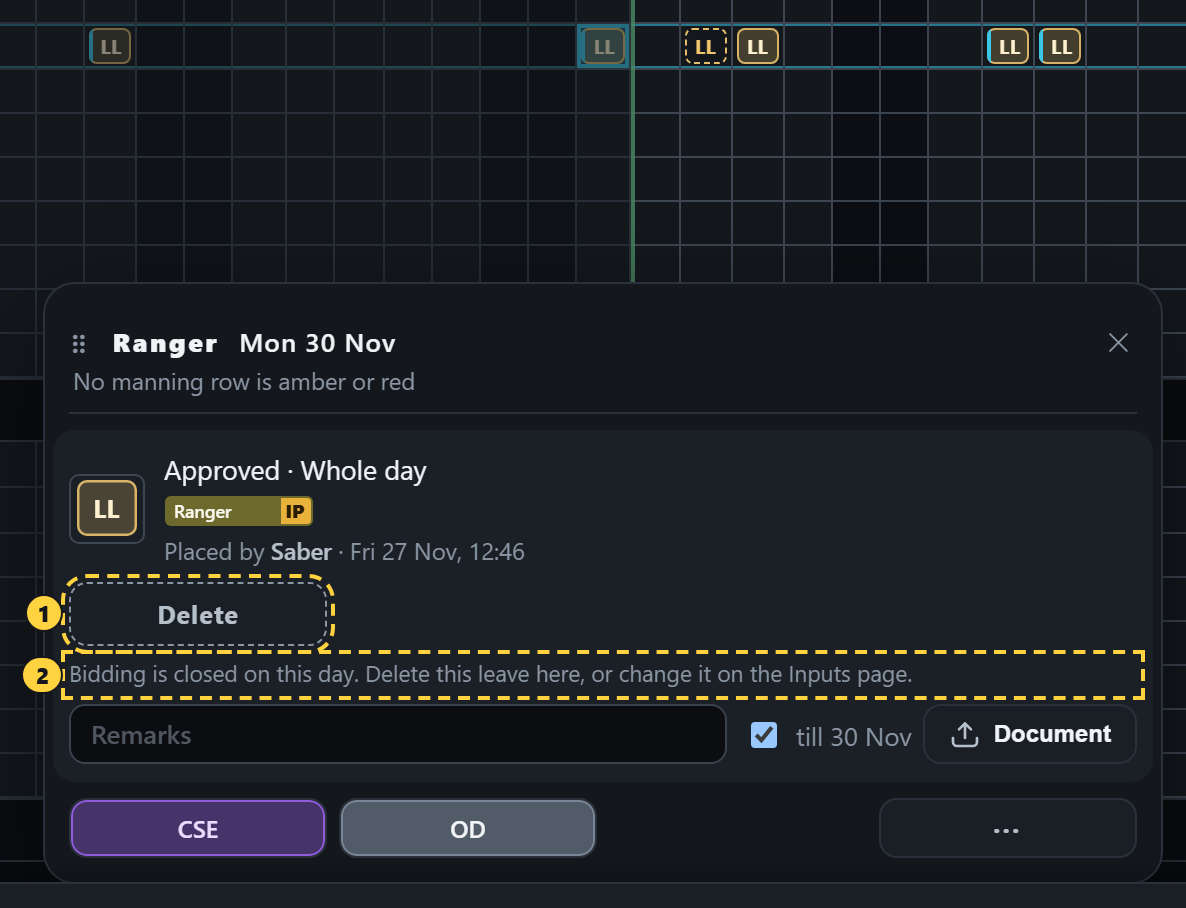 LL LL LL LL LL LL
Ranger Mon 30 Nov
No manning row is amber or red
Approved · Whole day
LL
Ranger IP
Placed by Saber · Fri 27 Nov, 12:46
1 Delete
2 Bidding is closed on this day. Delete this leave here, or change it on the Inputs page.
Remarks till 30 Nov Document
CSE OD ...